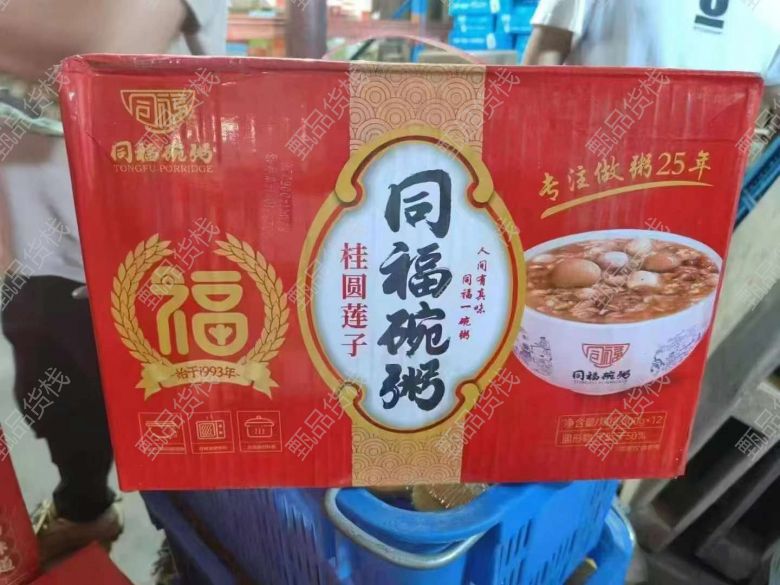 同福碗粥
TONGFU PORRIDGE
专注做粥25年
同福碗粥
桂圆莲子
人间有真味
同福一碗粥
福
始于1993年
同福
同福碗粥
TONGFU PORRIDGE
甄品货栈